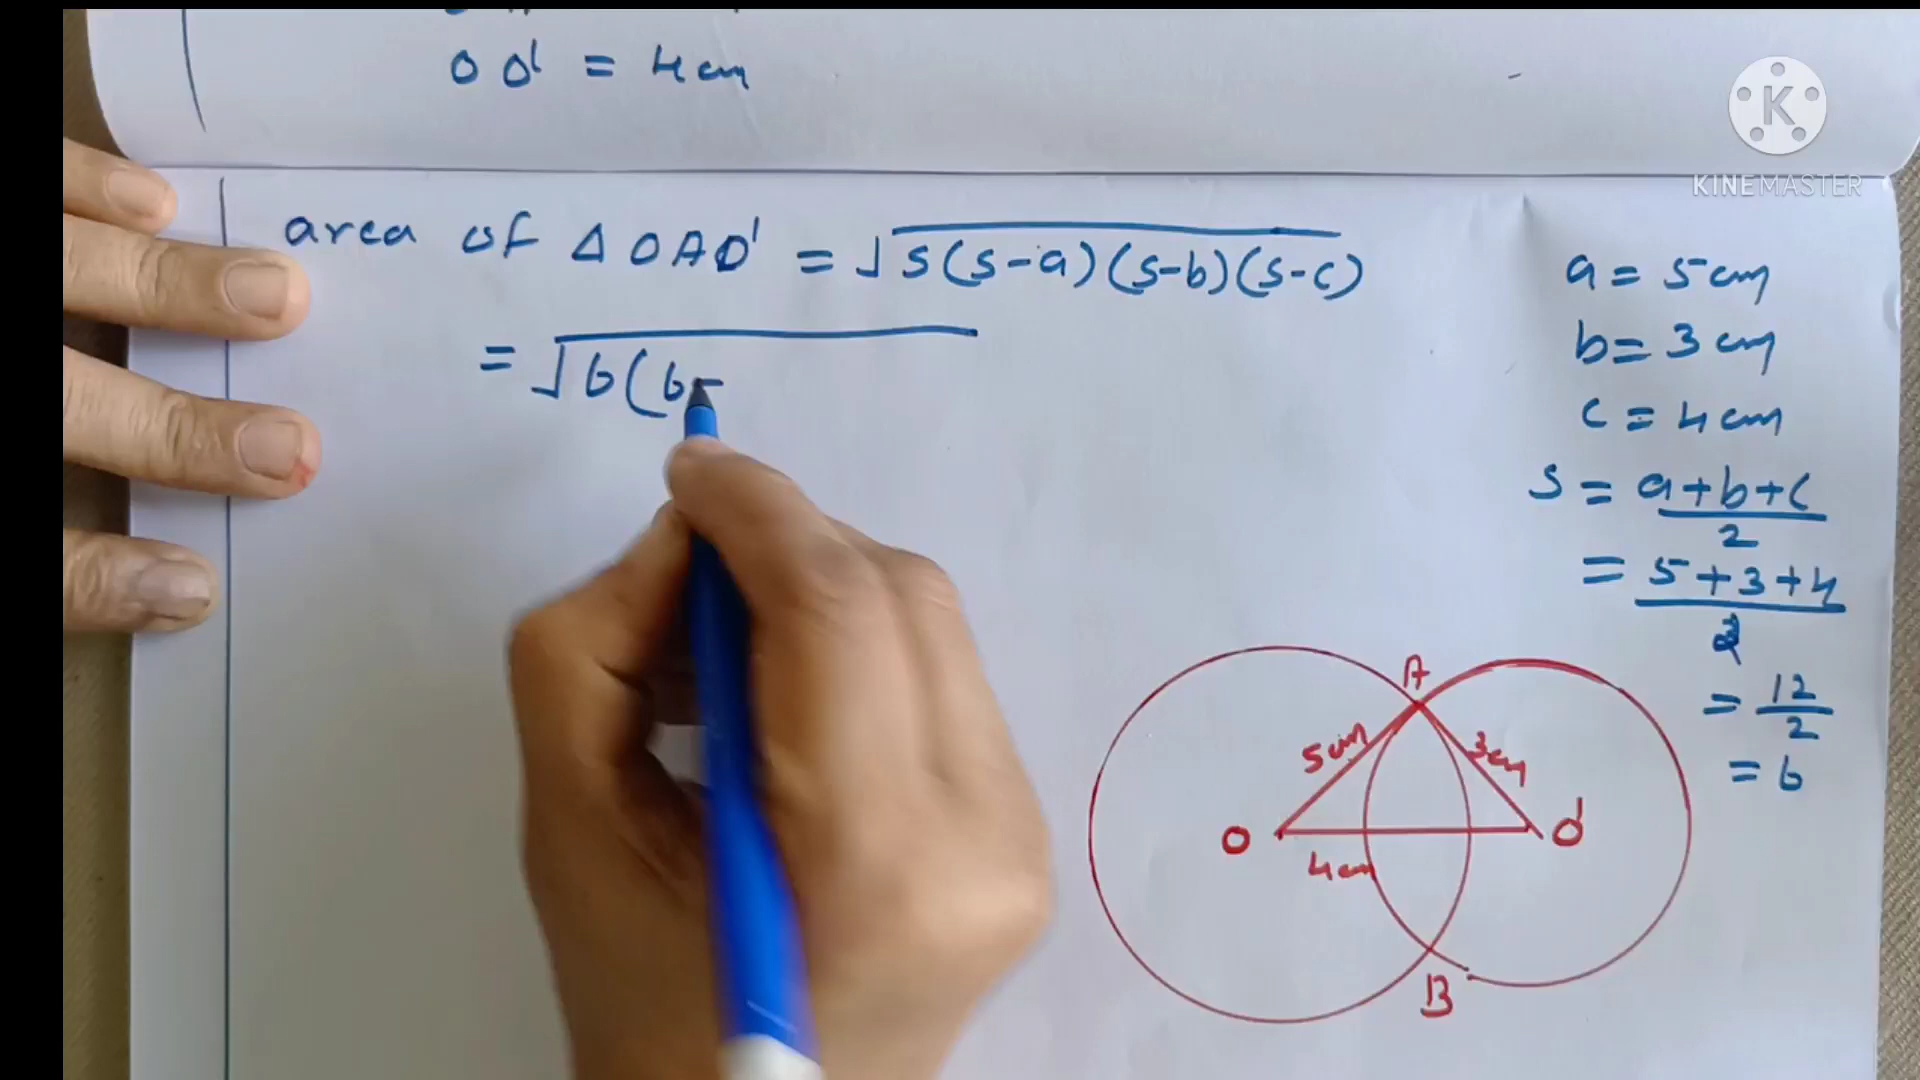 OO' = 4cm
KINEMASTER
area of Δ OAO' = √s(s-a)(s-b)(s-c)
= √6(6-
a = 5cm
b = 3cm
c = 4cm
s = a+b+c
2
= 5+3+4
2
= 12
2
= 6
A
5cm
3cm
O
O'
4cm
B